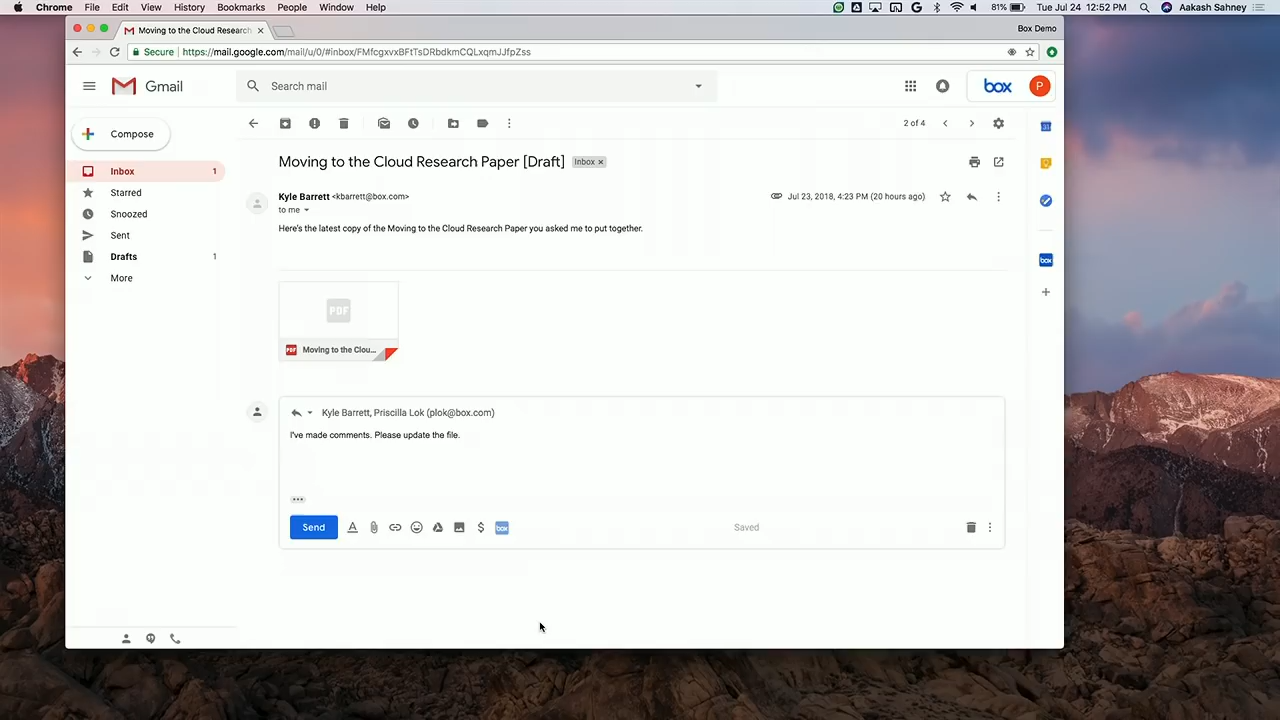 Chrome File Edit View History Bookmarks People Window Help
81% Tue Jul 24 12:52 PM Aakash Sahney
Moving to the Cloud Research
Box Demo
Secure https://mail.google.com/mail/u/0/#inbox/FMfcgxvxBFtTsDRbdkmCQLxqmJJfpZss
Gmail
Search mail
box
P
Compose
2 of 4
Inbox 1
Starred
Snoozed
Sent
Drafts 1
More
Moving to the Cloud Research Paper [Draft] Inbox x
Kyle Barrett <kbarrett@box.com>
Jul 23, 2018, 4:23 PM (20 hours ago)
to me
Here's the latest copy of the Moving to the Cloud Research Paper you asked me to put together.
box
PDF
PDF Moving to the Clou...
Kyle Barrett, Priscilla Lok (plok@box.com)
I've made comments. Please update the file.
Send
box
Saved